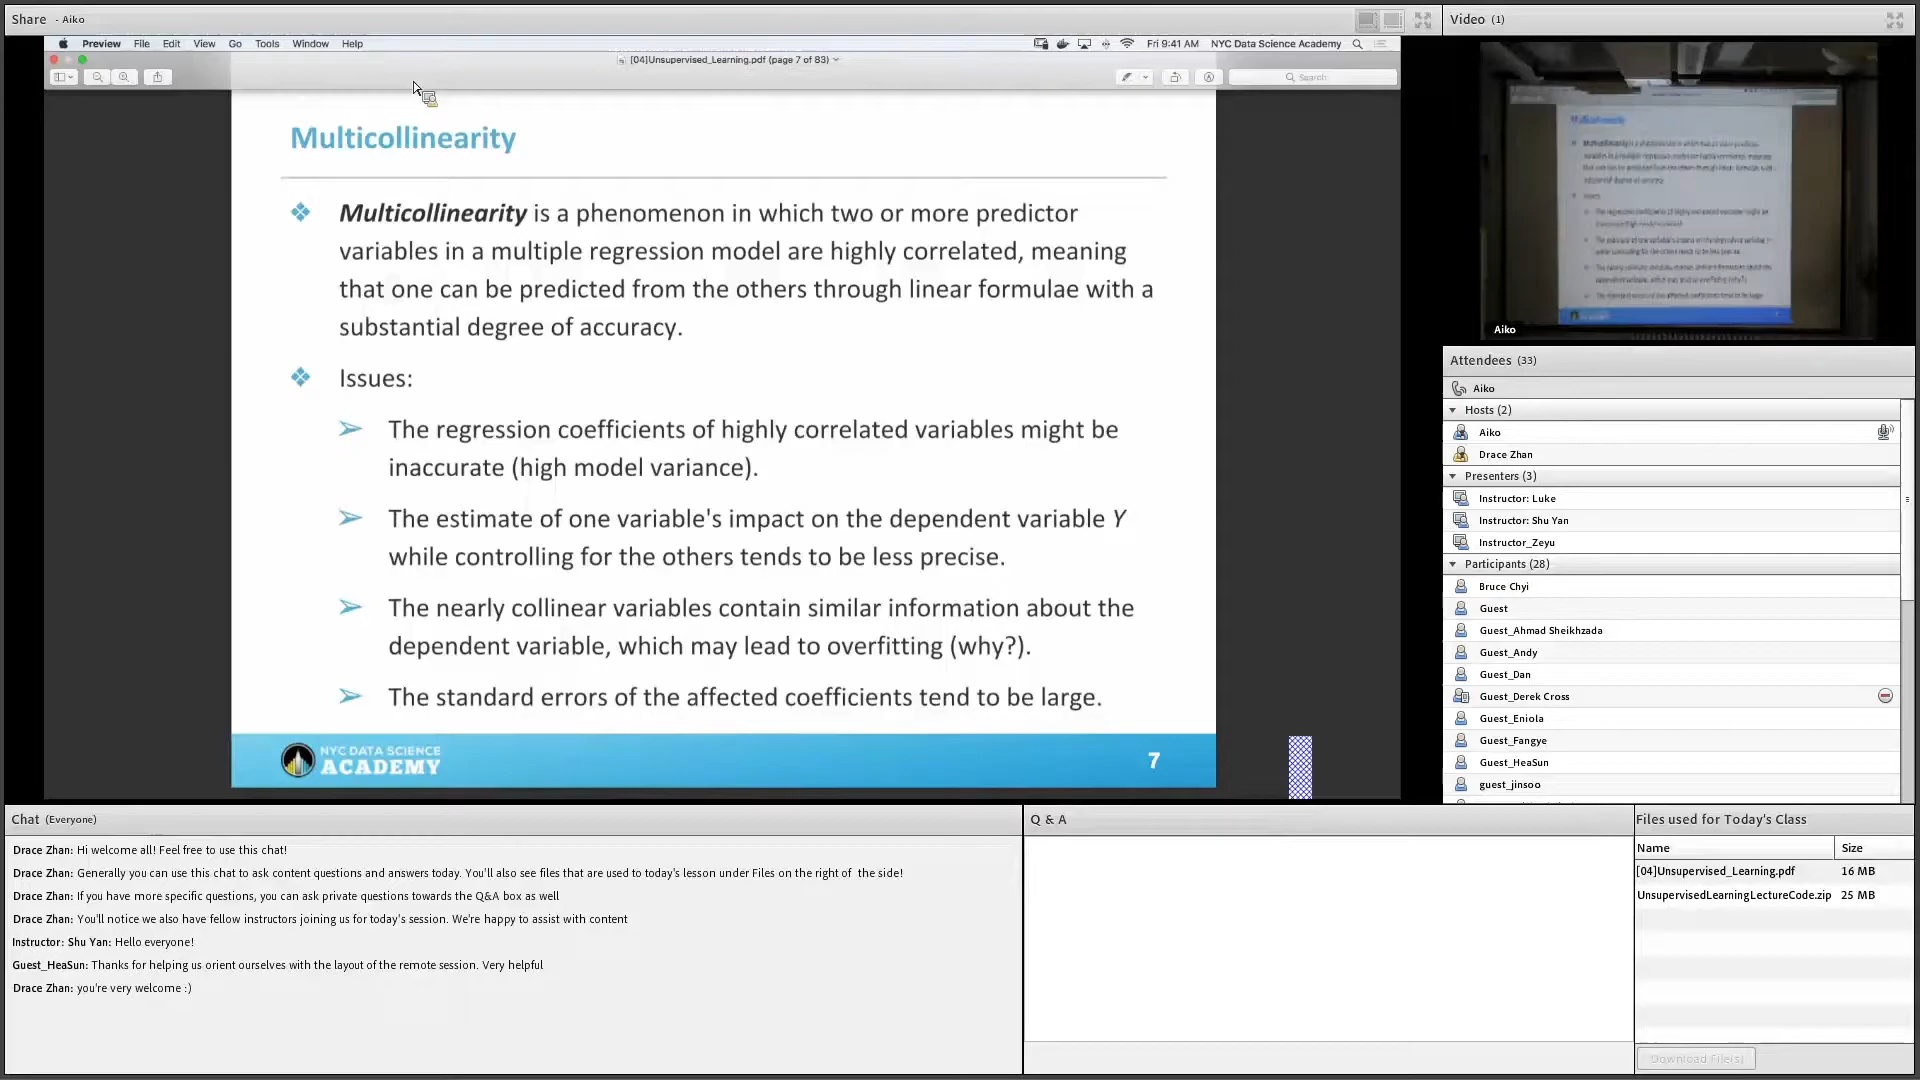 Share - Aiko
Preview File Edit View Go Tools Window Help
Fri 9:41 AM NYC Data Science Academy
[04]Unsupervised_Learning.pdf (page 7 of 83)
Search
Multicollinearity
Multicollinearity is a phenomenon in which two or more predictor
variables in a multiple regression model are highly correlated, meaning
that one can be predicted from the others through linear formulae with a
substantial degree of accuracy.
Issues:
The regression coefficients of highly correlated variables might be
inaccurate (high model variance).
The estimate of one variable's impact on the dependent variable Y
while controlling for the others tends to be less precise.
The nearly collinear variables contain similar information about the
dependent variable, which may lead to overfitting (why?).
The standard errors of the affected coefficients tend to be large.
NYC DATA SCIENCE
ACADEMY
7
Video (1)
Aiko
Attendees (33)
Aiko
Hosts (2)
Aiko
Drace Zhan
Presenters (3)
Instructor: Luke
Instructor: Shu Yan
Instructor_Zeyu
Participants (28)
Bruce Chyi
Guest
Guest_Ahmad Sheikhzada
Guest_Andy
Guest_Dan
Guest_Derek Cross
Guest_Eniola
Guest_Fangye
Guest_HeaSun
guest_jinsoo
Chat (Everyone)
Drace Zhan: Hi welcome all! Feel free to use this chat!
Drace Zhan: Generally you can use this chat to ask content questions and answers today. You'll also see files that are used to today's lesson under Files on the right of the side!
Drace Zhan: If you have more specific questions, you can ask private questions towards the Q&A box as well
Drace Zhan: You'll notice we also have fellow instructors joining us for today's session. We're happy to assist with content
Instructor: Shu Yan: Hello everyone!
Guest_HeaSun: Thanks for helping us orient ourselves with the layout of the remote session. Very helpful
Drace Zhan: you're very welcome :)
Q & A
Files used for Today's Class
Name Size
[04]Unsupervised_Learning.pdf 16 MB
UnsupervisedLearningLectureCode.zip 25 MB
Download File(s)